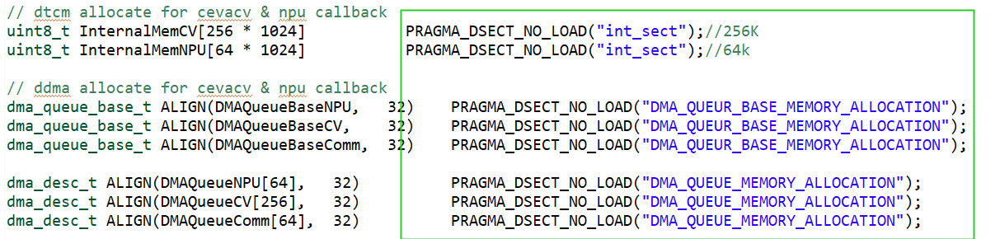 // dtcm allocate for cevacv & npu callback
uint8_t InternalMemCV[256 * 1024] PRAGMA_DSECT_NO_LOAD("int_sect");//256K
uint8_t InternalMemNPU[64 * 1024] PRAGMA_DSECT_NO_LOAD("int_sect");//64k
// ddma allocate for cevacv & npu callback
dma_queue_base_t ALIGN(DMAQueueBaseNPU, 32) PRAGMA_DSECT_NO_LOAD("DMA_QUEUR_BASE_MEMORY_ALLOCATION");
dma_queue_base_t ALIGN(DMAQueueBaseCV, 32) PRAGMA_DSECT_NO_LOAD("DMA_QUEUR_BASE_MEMORY_ALLOCATION");
dma_queue_base_t ALIGN(DMAQueueBaseComm, 32) PRAGMA_DSECT_NO_LOAD("DMA_QUEUR_BASE_MEMORY_ALLOCATION");
dma_desc_t ALIGN(DMAQueueNPU[64], 32) PRAGMA_DSECT_NO_LOAD("DMA_QUEUE_MEMORY_ALLOCATION");
dma_desc_t ALIGN(DMAQueueCV[256], 32) PRAGMA_DSECT_NO_LOAD("DMA_QUEUE_MEMORY_ALLOCATION");
dma_desc_t ALIGN(DMAQueueComm[64], 32) PRAGMA_DSECT_NO_LOAD("DMA_QUEUE_MEMORY_ALLOCATION");